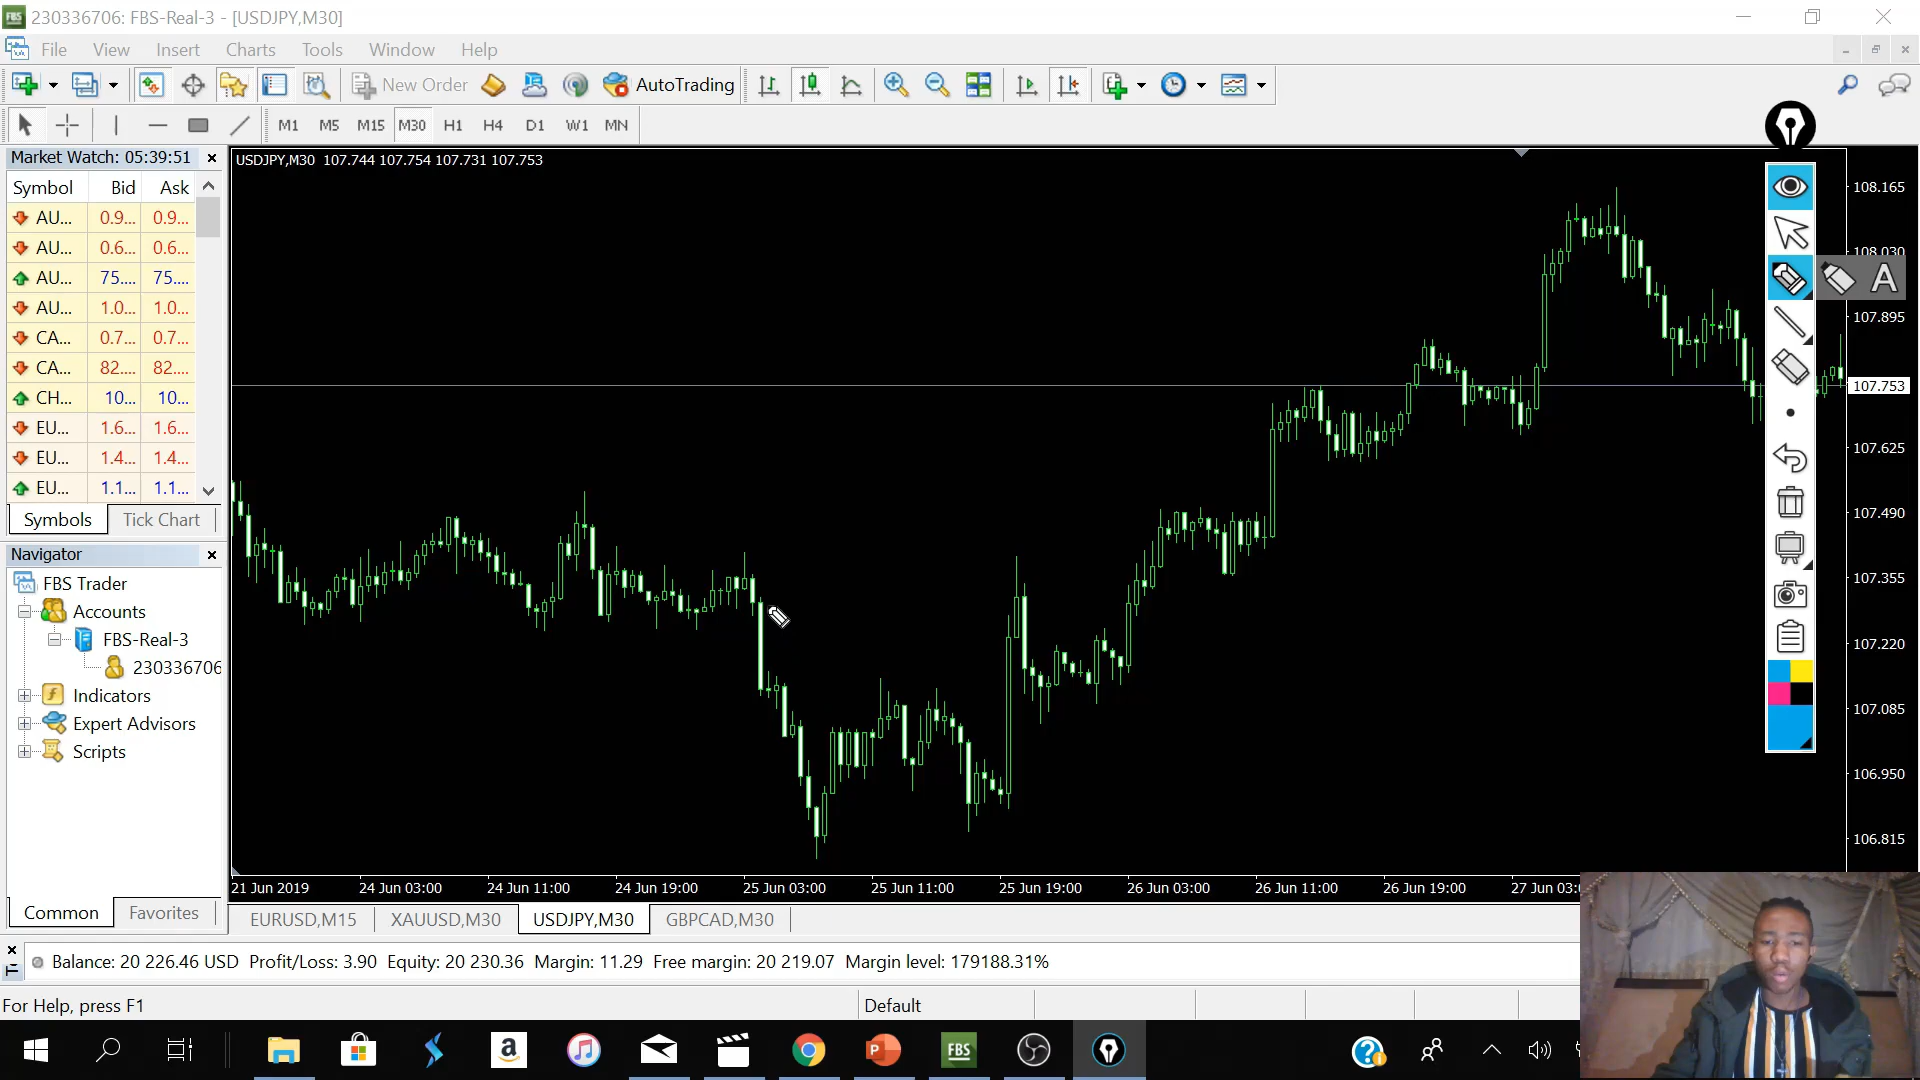 FBS 230336706: FBS-Real-3 - [USDJPY,M30]
File View Insert Charts Tools Window Help
New Order AutoTrading
M1 M5 M15 M30 H1 H4 D1 W1 MN
Market Watch: 05:39:51
Symbol Bid Ask
AU... 0.9... 0.9...
AU... 0.6... 0.6...
AU... 75.... 75....
AU... 1.0... 1.0...
CA... 0.7... 0.7...
CA... 82.... 82....
CH... 10... 10...
EU... 1.6... 1.6...
EU... 1.4... 1.4...
EU... 1.1... 1.1...
Symbols Tick Chart
Navigator
FBS Trader
Accounts
FBS-Real-3
230336706
Indicators
Expert Advisors
Scripts
Common Favorites
USDJPY,M30 107.744 107.754 107.731 107.753
A
108.165
108.030
107.895
107.753
107.625
107.490
107.355
107.220
107.085
106.950
106.815
21 Jun 2019 24 Jun 03:00 24 Jun 11:00 24 Jun 19:00 25 Jun 03:00 25 Jun 11:00 25 Jun 19:00 26 Jun 03:00 26 Jun 11:00 26 Jun 19:00 27 Jun 03:0
EURUSD,M15 XAUUSD,M30 USDJPY,M30 GBPCAD,M30
Balance: 20 226.46 USD Profit/Loss: 3.90 Equity: 20 230.36 Margin: 11.29 Free margin: 20 219.07 Margin level: 179188.31%
For Help, press F1 Default
a P FBS